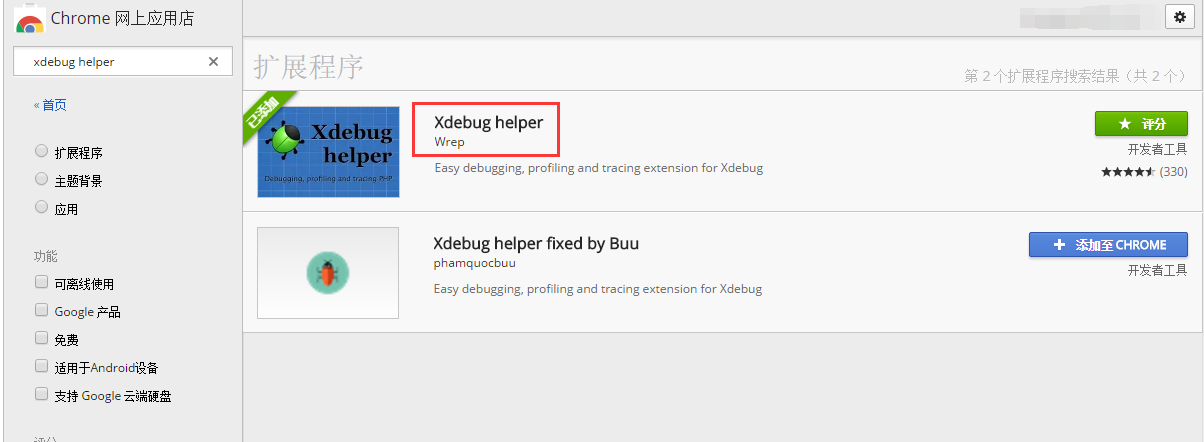 Chrome 网上应用店
xdebug helper
« 首页
扩展程序
主题背景
应用
功能
可离线使用
Google 产品
免费
适用于Android设备
支持 Google 云端硬盘
扩展程序
第 2 个扩展程序搜索结果（共 2 个）
已添加
Xdebug
helper
Debugging, profiling and tracing PHP
Xdebug helper
Wrep
Easy debugging, profiling and tracing extension for Xdebug
评分
开发者工具
(330)
Xdebug helper fixed by Buu
phamquocbuu
Easy debugging, profiling and tracing extension for Xdebug
添加至 CHROME
开发者工具